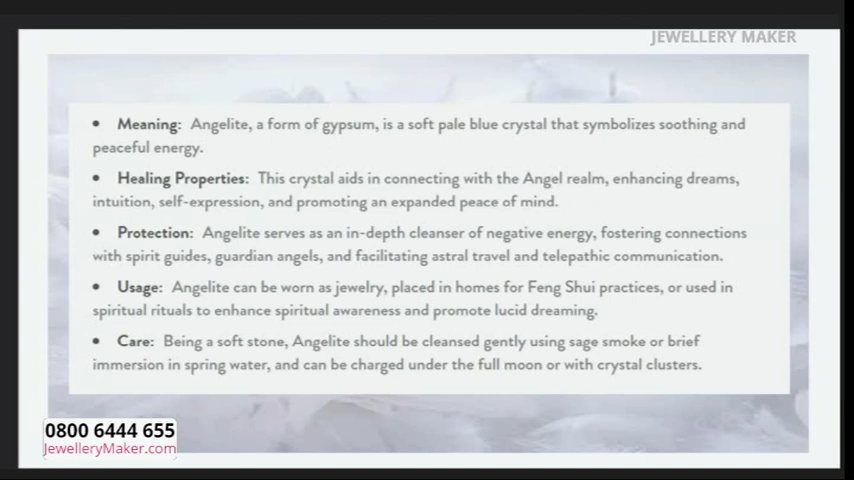 JEWELLERY MAKER
• Meaning: Angelite, a form of gypsum, is a soft pale blue crystal that symbolizes soothing and
peaceful energy.
• Healing Properties: This crystal aids in connecting with the Angel realm, enhancing dreams,
intuition, self-expression, and promoting an expanded peace of mind.
• Protection: Angelite serves as an in-depth cleanser of negative energy, fostering connections
with spirit guides, guardian angels, and facilitating astral travel and telepathic communication.
• Usage: Angelite can be worn as jewelry, placed in homes for Feng Shui practices, or used in
spiritual rituals to enhance spiritual awareness and promote lucid dreaming.
• Care: Being a soft stone, Angelite should be cleansed gently using sage smoke or brief
immersion in spring water, and can be charged under the full moon or with crystal clusters.
0800 6444 655
JewelleryMaker.com